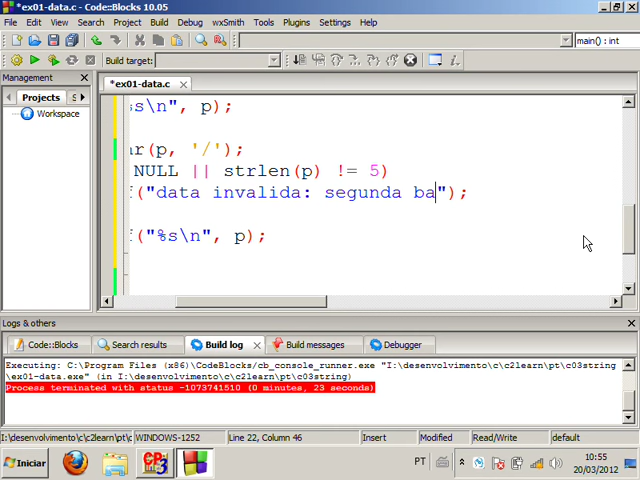 *ex01-data.c - Code::Blocks 10.05
File Edit View Search Project Build Debug wxSmith Tools Plugins Settings Help
Build target:
main() : int
Management
Projects
S
Workspace
*ex01-data.c
%s\n", p);
ar(p, '/');
NULL || strlen(p) != 5)
f("data invalida: segunda ba");
f("%s\n", p);
Logs & others
Code::Blocks
Search results
Build log
Build messages
Debugger
Executing: C:\Program Files (x86)\CodeBlocks/cb_console_runner.exe "I:\desenvolvimento\c\c2learn\pt\c03string
\ex01-data.exe" (in I:\desenvolvimento\c\c2learn\pt\c03string)
Process terminated with status -1073741510 (0 minutes, 23 seconds)
I:\desenvolvimento\c\c2learn\pt\c
WINDOWS-1252
Line 22, Column 46
Insert
Modified
Read/Write
default
Iniciar
PT
10:55
20/03/2012